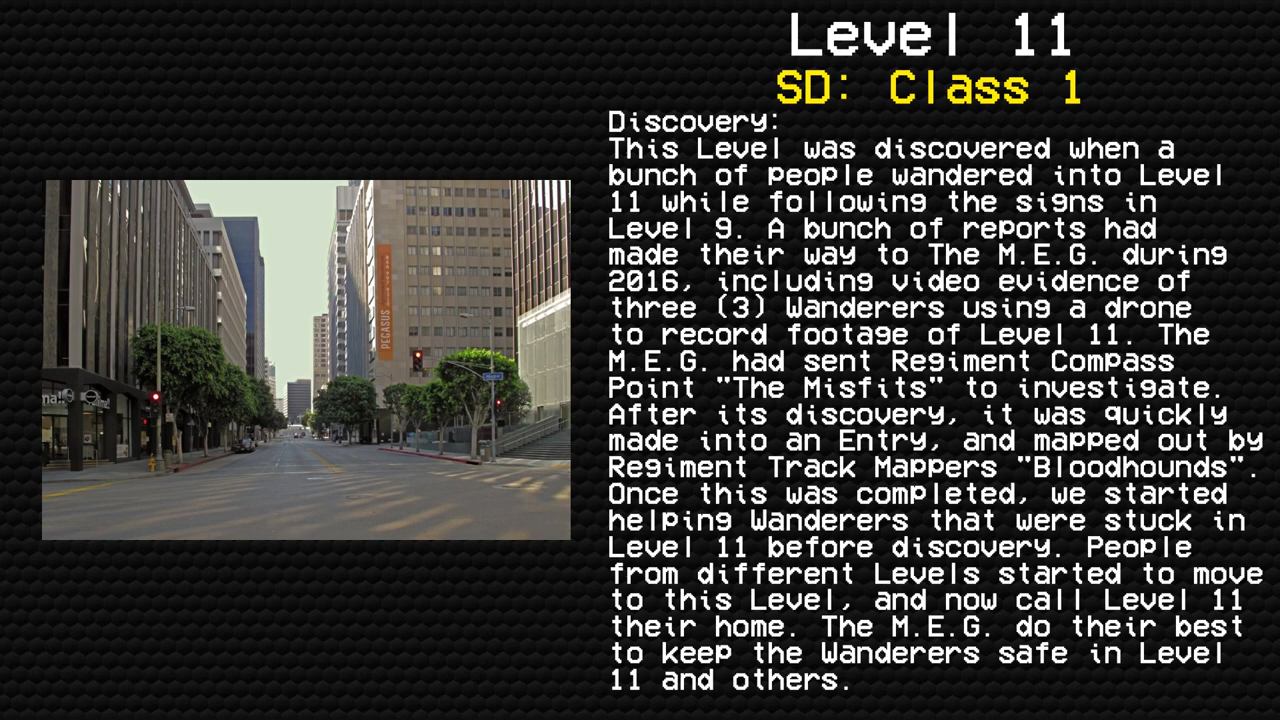 Level 11
SD: Class 1
Discovery:
This Level was discovered when a
bunch of people wandered into Level
11 while following the signs in
Level 9. A bunch of reports had
made their way to The M.E.G. during
2016, including video evidence of
three (3) Wanderers using a drone
to record footage of Level 11. The
M.E.G. had sent Regiment Compass
Point "The Misfits" to investigate.
After its discovery, it was quickly
made into an Entry, and mapped out by
Regiment Track Mappers "Bloodhounds".
Once this was completed, we started
helping Wanderers that were stuck in
Level 11 before discovery. People
from different Levels started to move
to this Level, and now call Level 11
their home. The M.E.G. do their best
to keep the Wanderers safe in Level
11 and others.
PEGASUS